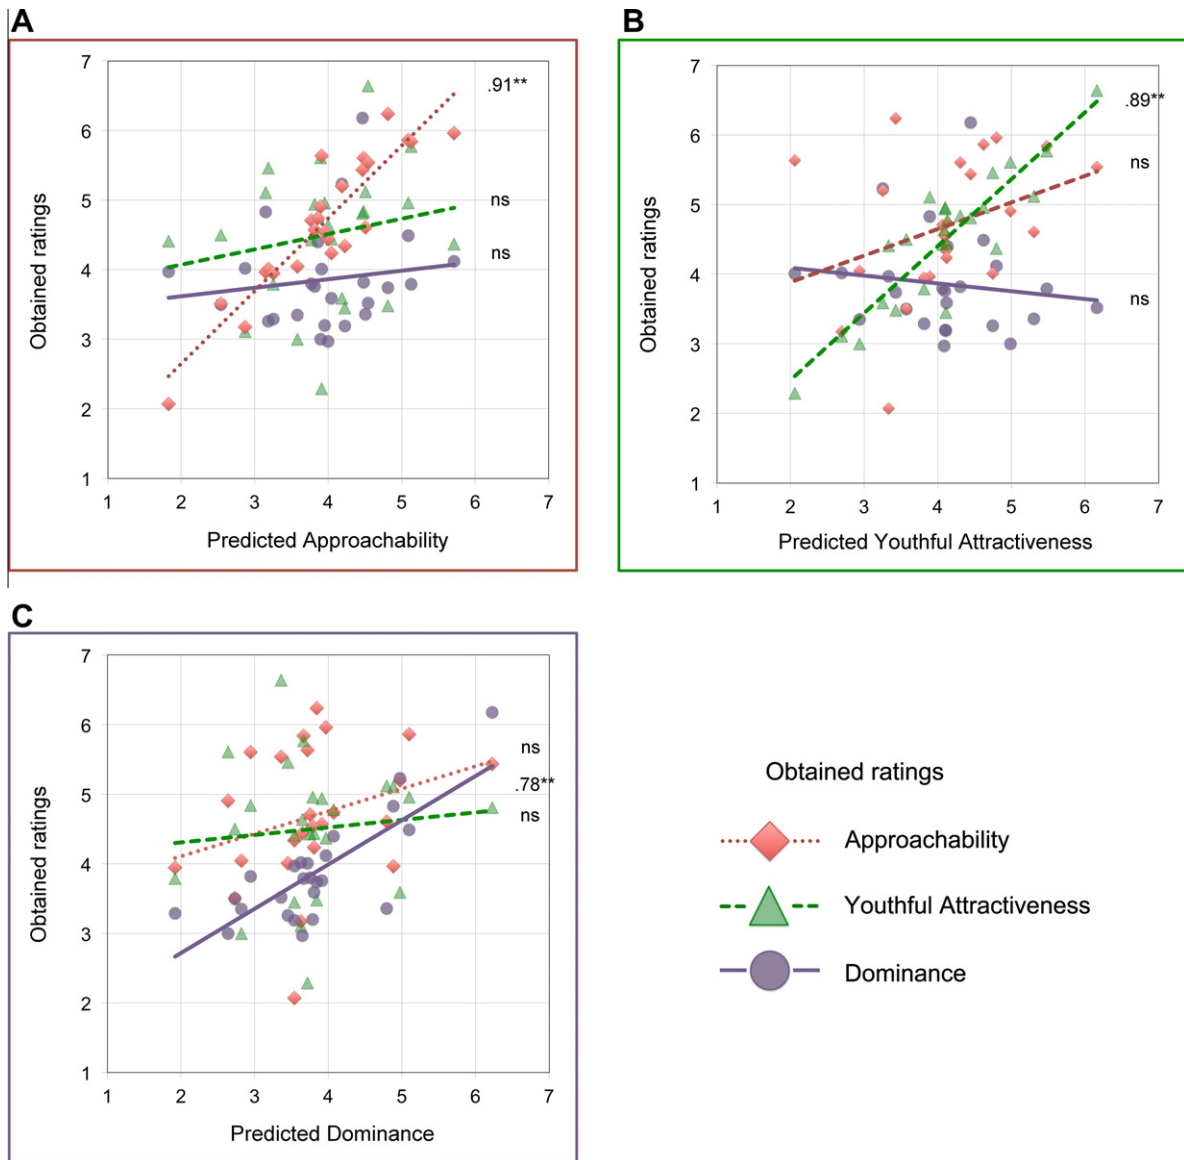 A
7
6
5
4
3
2
1
1 2 3 4 5 6 7
Obtained ratings
Predicted Approachability
.91**
ns
ns
B
7
6
5
4
3
2
1
1 2 3 4 5 6 7
Obtained ratings
Predicted Youthful Attractiveness
.89**
ns
ns
C
7
6
5
4
3
2
1
1 2 3 4 5 6 7
Obtained ratings
Predicted Dominance
ns
.78**
ns
Obtained ratings
Approachability
Youthful Attractiveness
Dominance